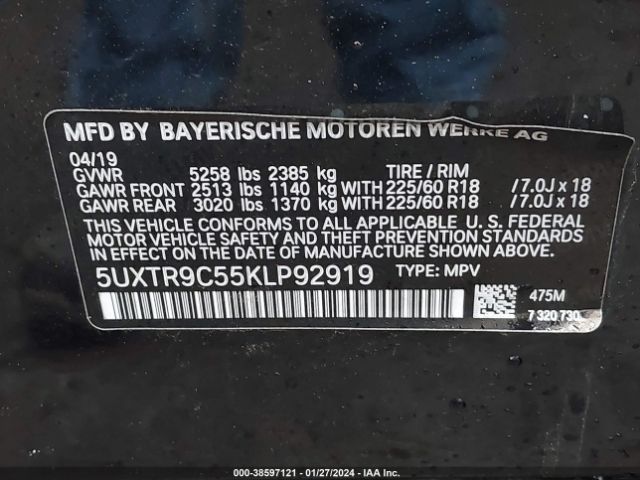 MFD BY BAYERISCHE MOTOREN WERKE AG
04/19
GVWR 5258 lbs 2385 kg TIRE / RIM
GAWR FRONT 2513 lbs 1140 kg WITH 225/60 R18 /7.0J x 18
GAWR REAR 3020 lbs 1370 kg WITH 225/60 R18 /7.0J x 18
THIS VEHICLE CONFORMS TO ALL APPLICABLE U. S. FEDERAL
MOTOR VEHICLE SAFETY AND THEFT PREVENTION STANDARDS
IN EFFECT ON THE DATE OF MANUFACTURE SHOWN ABOVE.
5UXTR9C55KLP92919 TYPE: MPV
475M
7 320 730
000-38597121 - 01/27/2024 - IAA Inc.